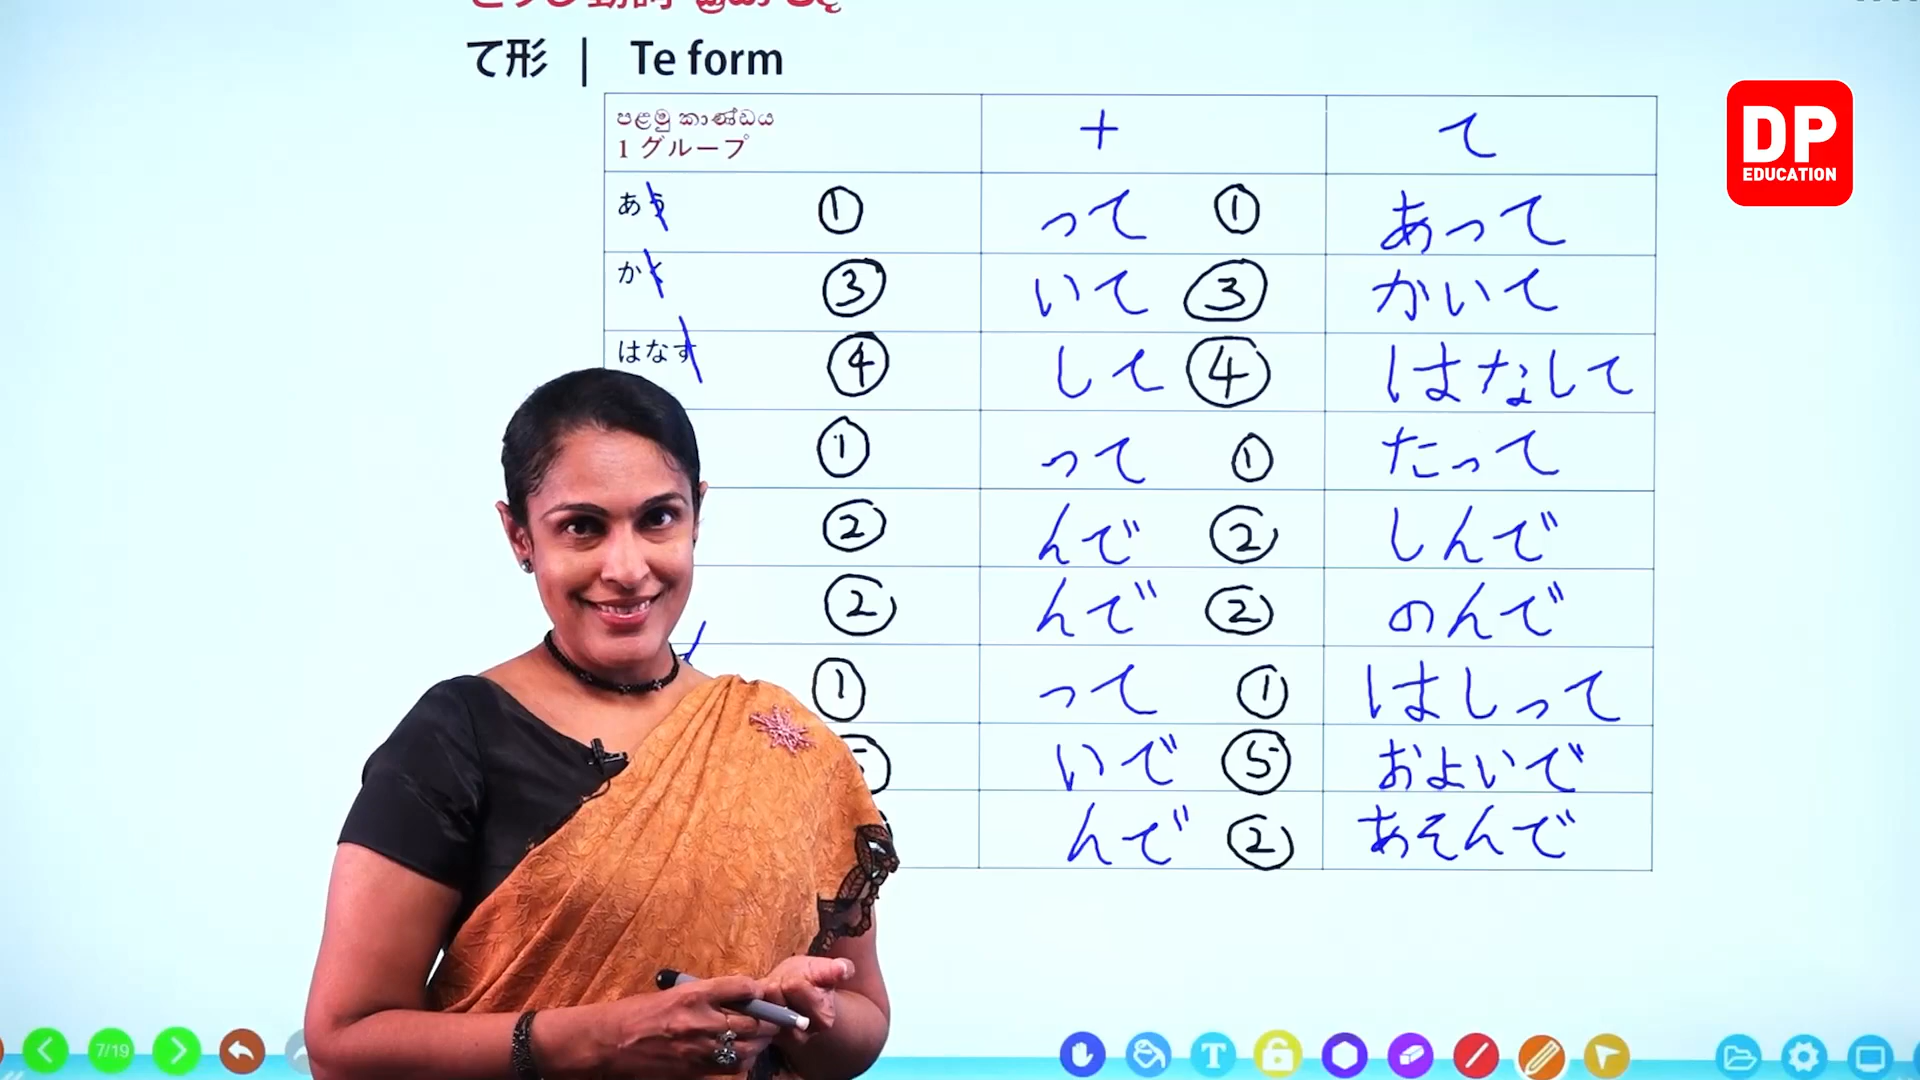 て形 | Te form
පළමු කාණ්ඩය
1 グループ
+
て
DP
EDUCATION
あう ① って ① あって
かく ③ いて ③ かいて
はなす ④ して ④ はなして
① って ① たって
② んで ② しんで
② んで ② のんで
① って ① はしって
いで ⑤ およいで
んで ② あそんで
7/19
T